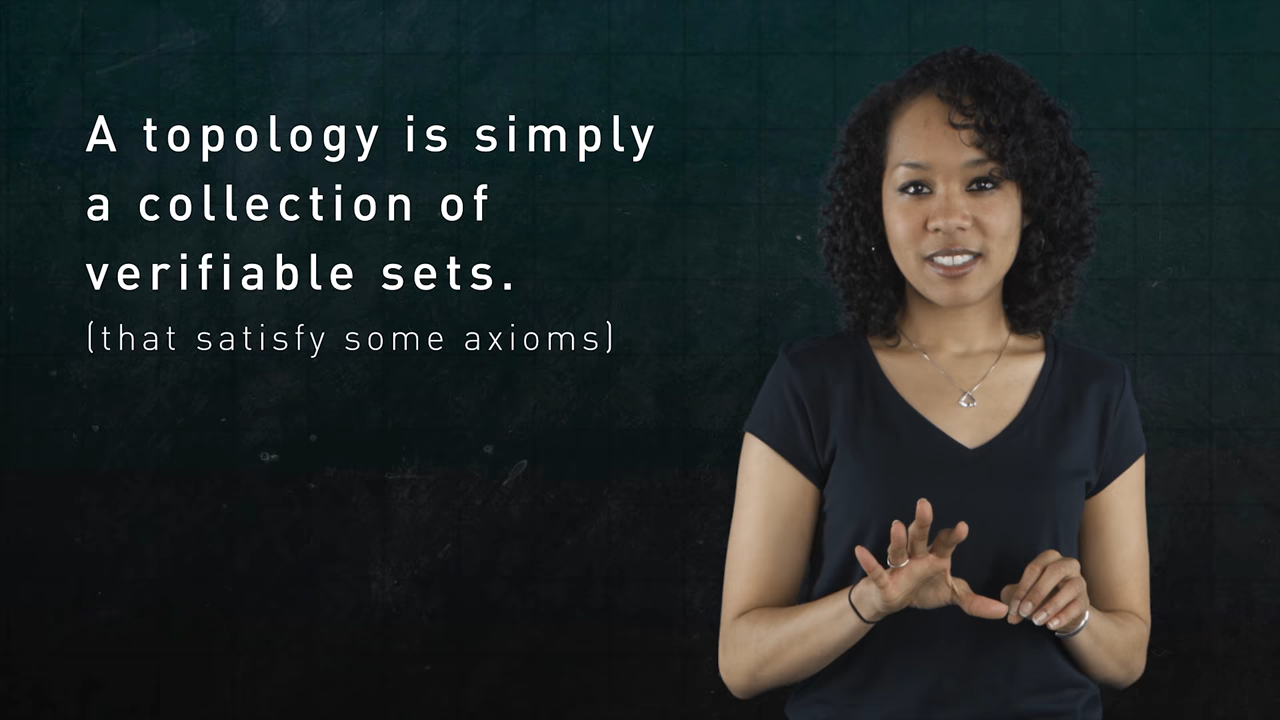 A topology is simply
a collection of
verifiable sets.
(that satisfy some axioms)